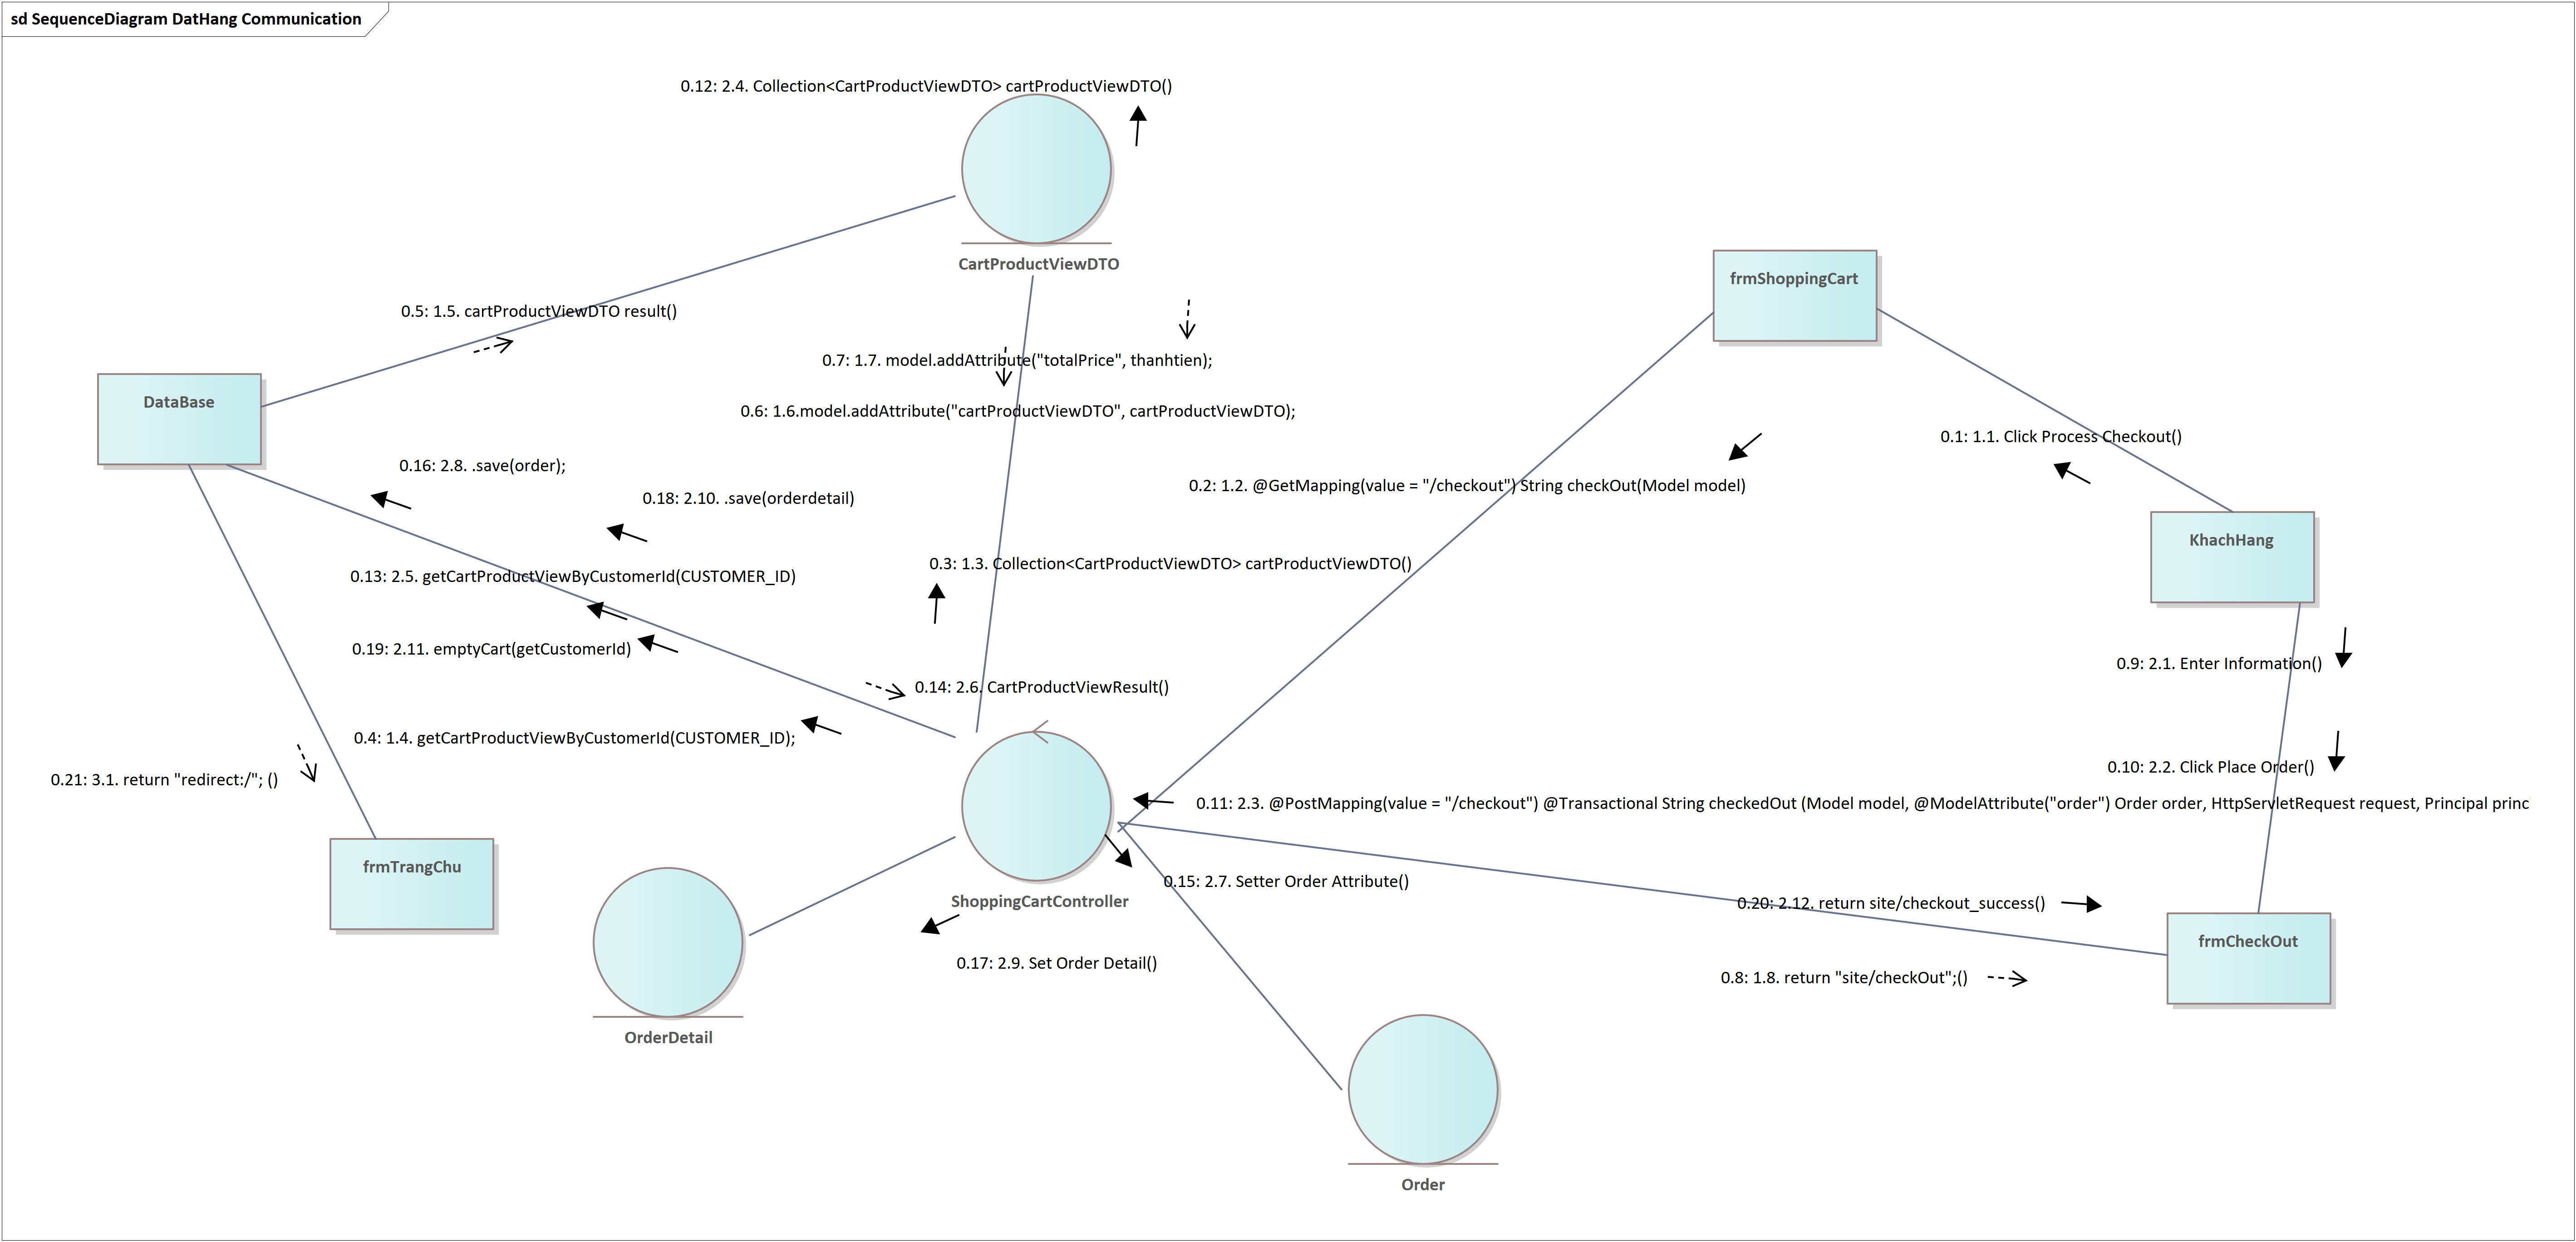 sd SequenceDiagram DatHang Communication
0.12: 2.4. Collection<CartProductViewDTO> cartProductViewDTO()
CartProductViewDTO
frmShoppingCart
0.5: 1.5. cartProductViewDTO result()
0.7: 1.7. model.addAttribute("totalPrice", thanhtien);
DataBase
0.6: 1.6.model.addAttribute("cartProductViewDTO", cartProductViewDTO);
0.1: 1.1. Click Process Checkout()
0.16: 2.8. .save(order);
0.2: 1.2. @GetMapping(value = "/checkout") String checkOut(Model model)
0.18: 2.10. .save(orderdetail)
KhachHang
0.3: 1.3. Collection<CartProductViewDTO> cartProductViewDTO()
0.13: 2.5. getCartProductViewByCustomerId(CUSTOMER_ID)
0.19: 2.11. emptyCart(getCustomerId)
0.9: 2.1. Enter Information()
0.14: 2.6. CartProductViewResult()
0.4: 1.4. getCartProductViewByCustomerId(CUSTOMER_ID);
0.10: 2.2. Click Place Order()
0.21: 3.1. return "redirect:/"; ()
0.11: 2.3. @PostMapping(value = "/checkout") @Transactional String checkedOut (Model model, @ModelAttribute("order") Order order, HttpServletRequest request, Principal princ
frmTrangChu
0.15: 2.7. Setter Order Attribute()
ShoppingCartController
0.20: 2.12. return site/checkout_success()
frmCheckOut
0.17: 2.9. Set Order Detail()
0.8: 1.8. return "site/checkOut";()
OrderDetail
Order